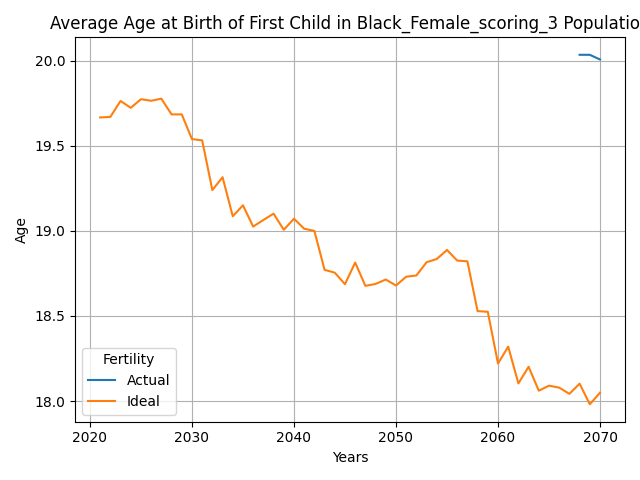 Average Age at Birth of First Child in Black_Female_scoring_3 Populatio
20.0
19.5
19.0
18.5
18.0
Age
Fertility
Actual
Ideal
2020 2030 2040 2050 2060 2070
Years